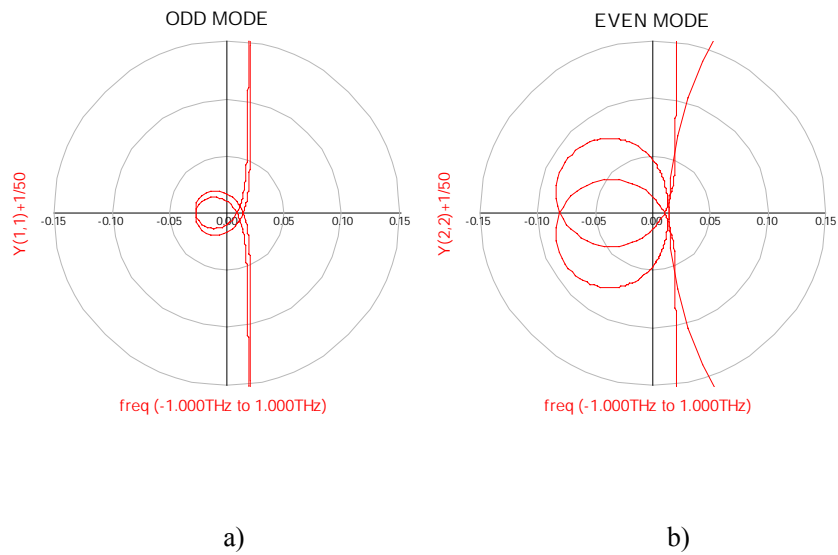 ODD MODE
Y(1,1)+1/50
-0.15 -0.10 -0.05 0.00 0.05 0.10 0.15
freq (-1.000THz to 1.000THz)
a)
EVEN MODE
Y(2,2)+1/50
-0.15 -0.10 -0.05 0.00 0.05 0.10 0.15
freq (-1.000THz to 1.000THz)
b)